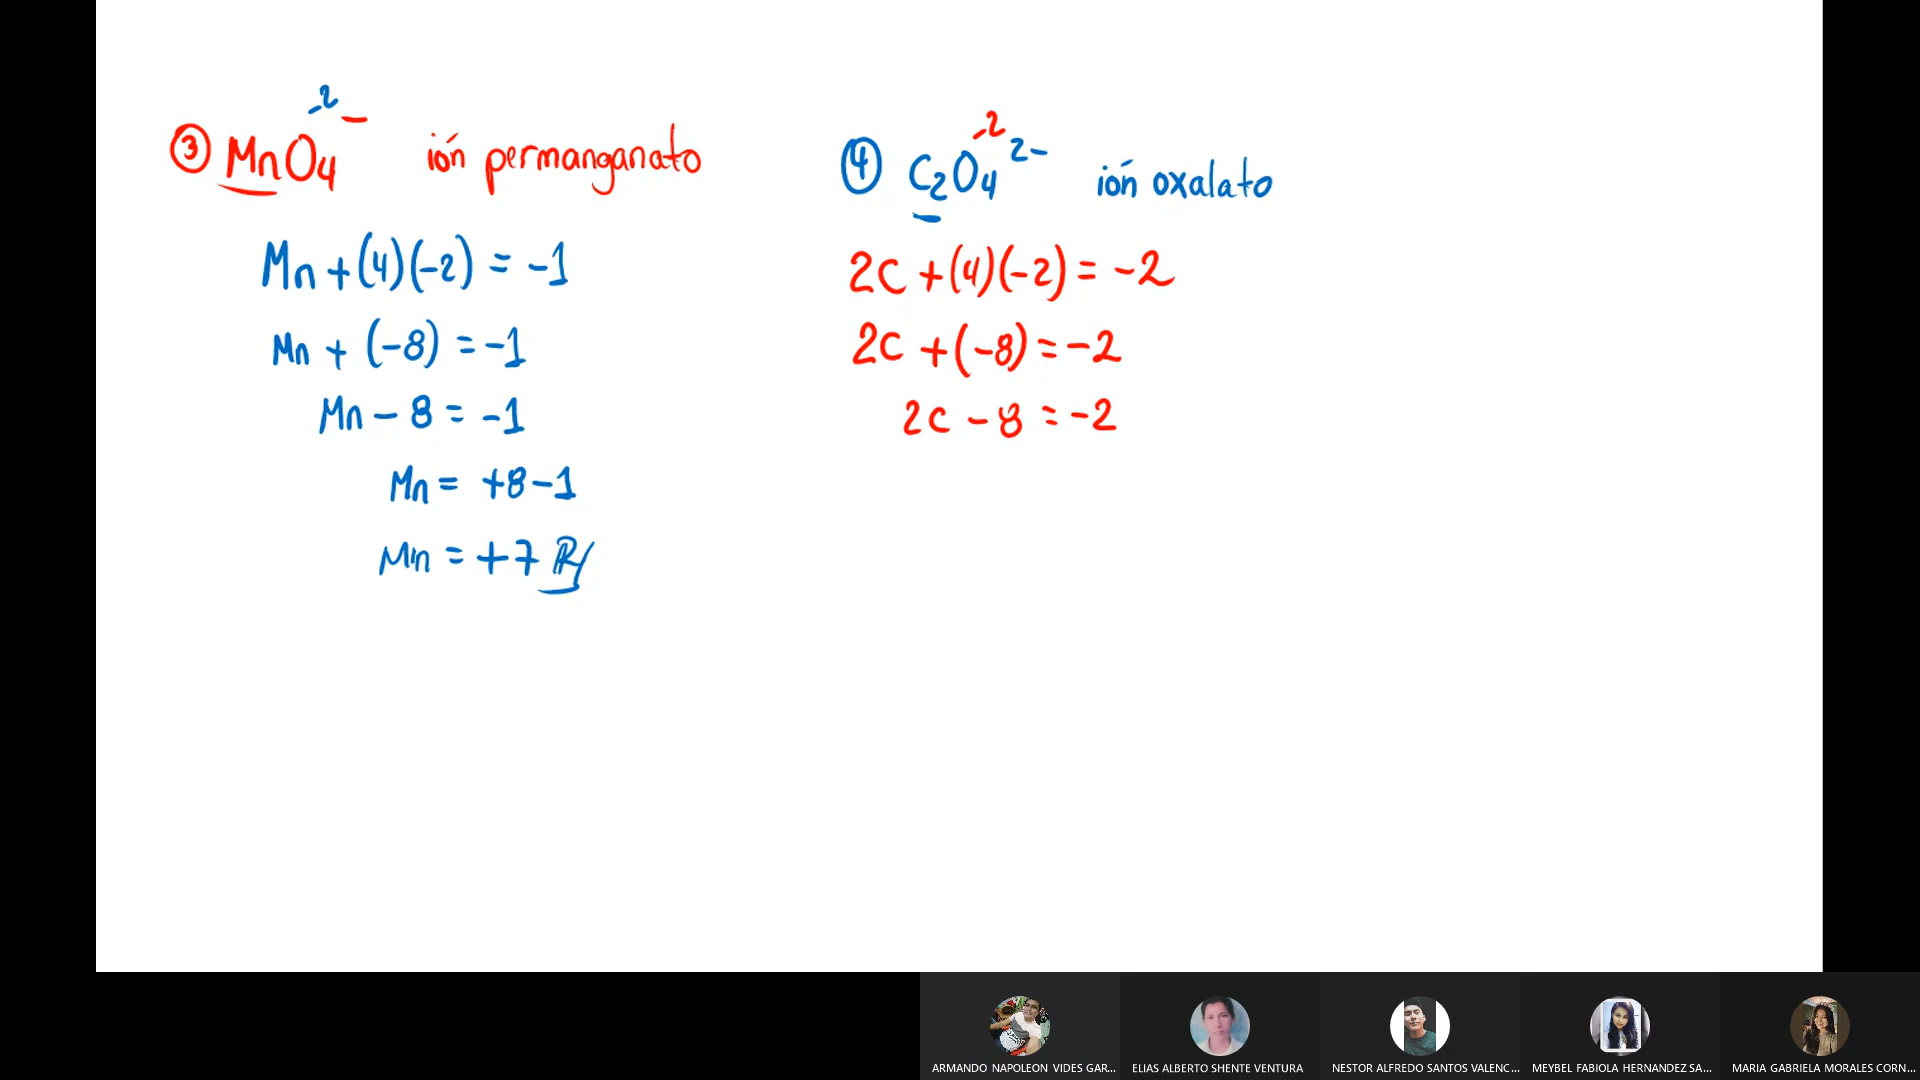 ③ MnO₄⁻ ión permanganato
-2
Mn + (4)(-2) = -1
Mn + (-8) = -1
Mn - 8 = -1
Mn = +8 - 1
Mn = +7 R/
④ C₂O₄²⁻ ión oxalato
-2
2C + (4)(-2) = -2
2C + (-8) = -2
2C - 8 = -2
ARMANDO NAPOLEON VIDES GAR...
ELIAS ALBERTO SHENTE VENTURA
NESTOR ALFREDO SANTOS VALENC...
MEYBEL FABIOLA HERNANDEZ SA...
MARIA GABRIELA MORALES CORN...